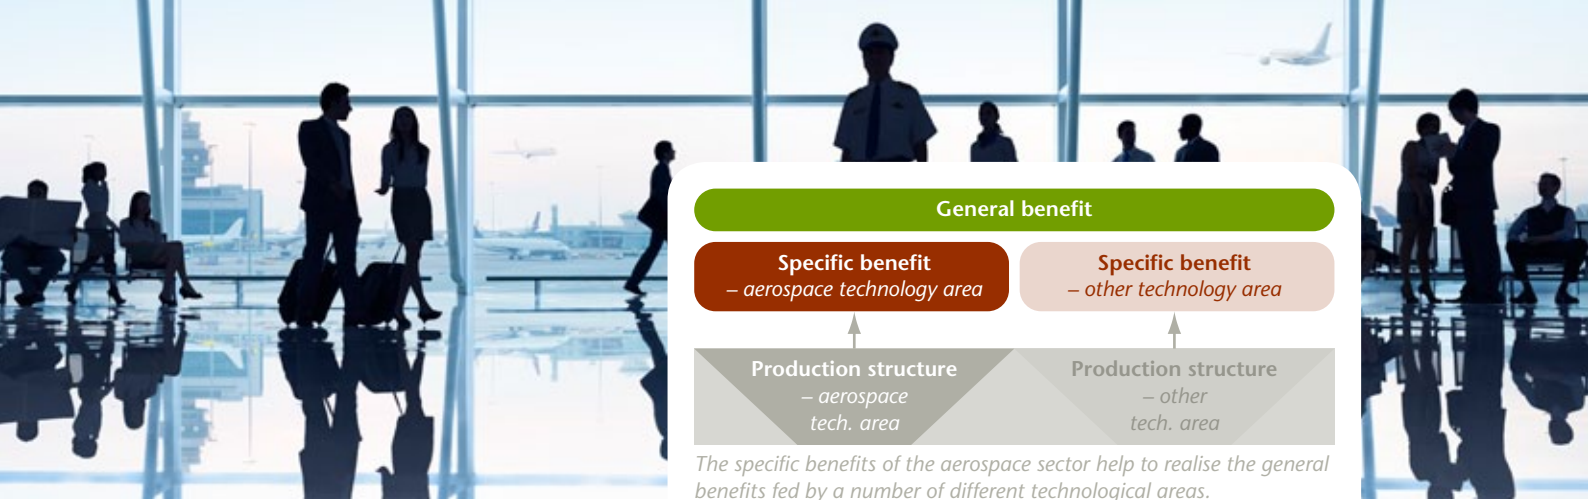 General benefit
Specific benefit
– aerospace technology area
Specific benefit
– other technology area
Production structure
– aerospace
tech. area
Production structure
– other
tech. area
The specific benefits of the aerospace sector help to realise the general
benefits fed by a number of different technological areas.